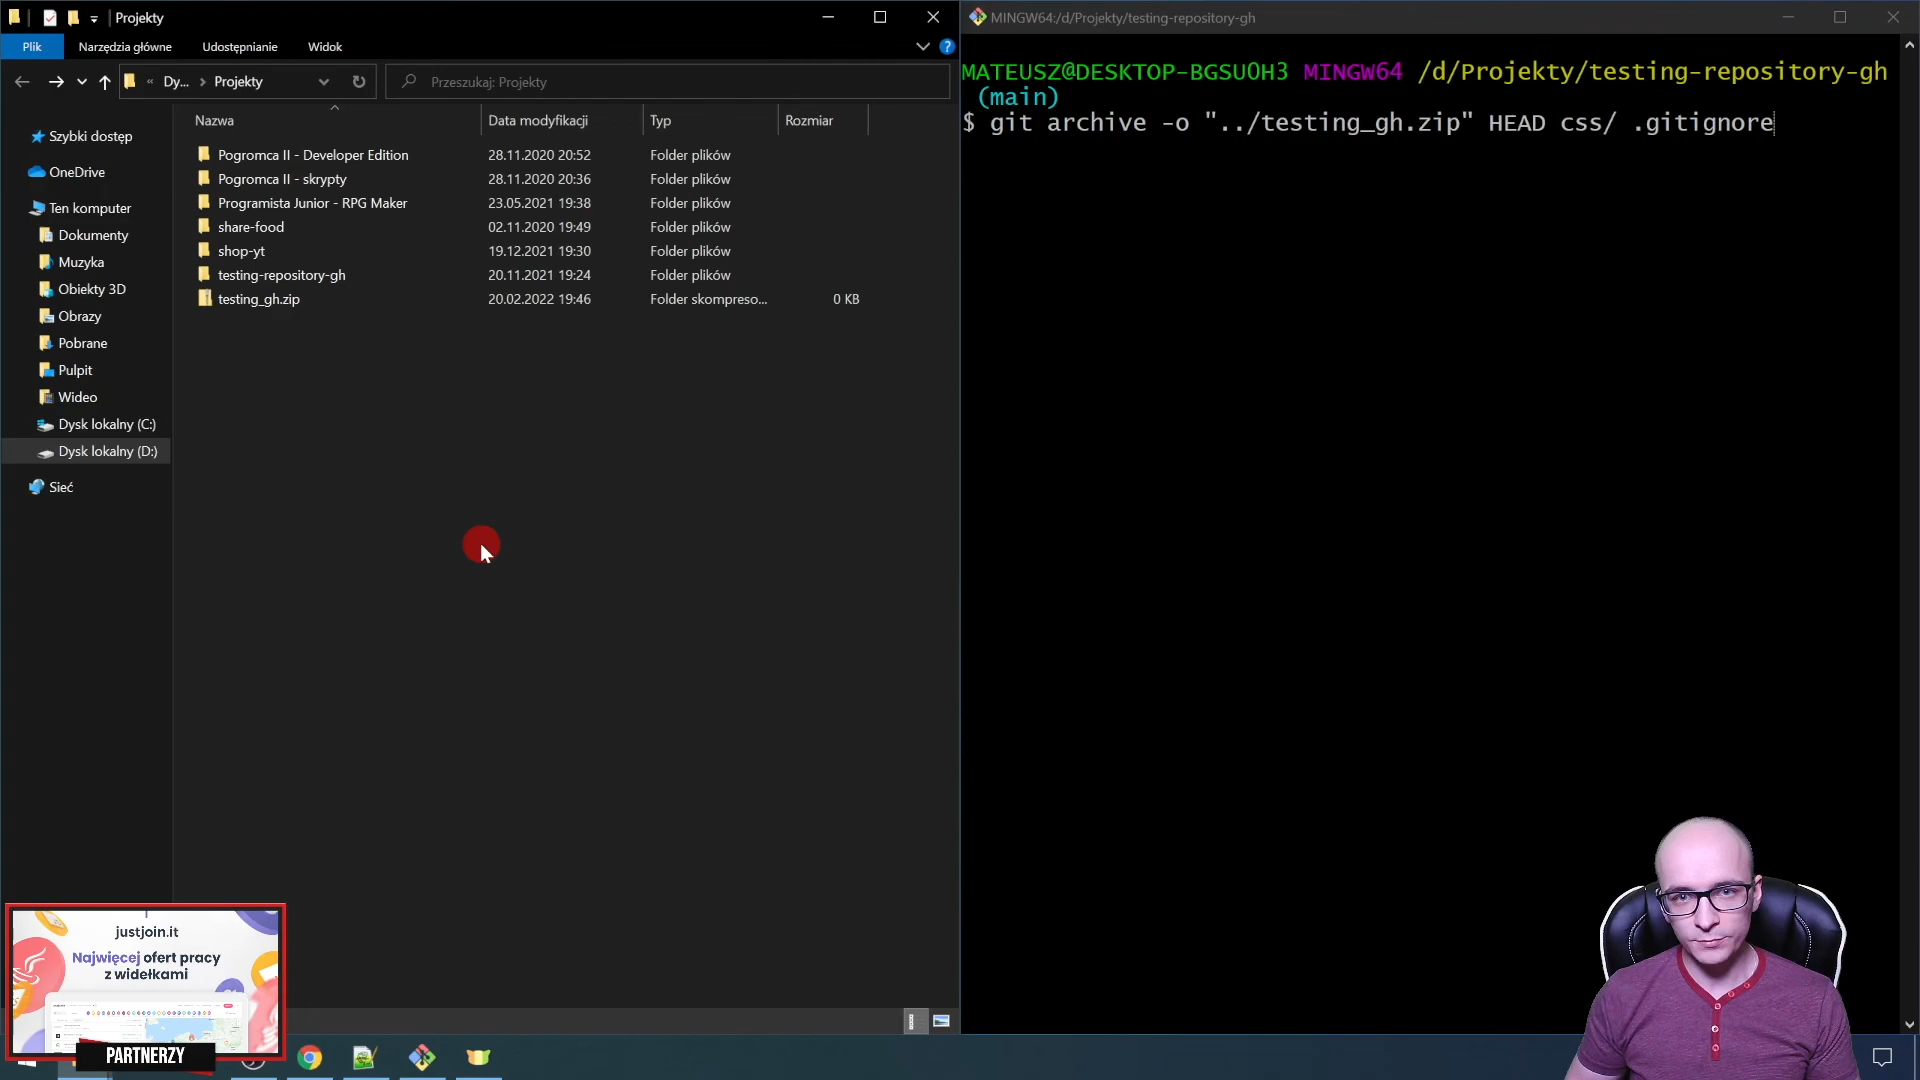 Projekty
Plik Narzędzia główne Udostępnianie Widok
« Dy... › Projekty
Przeszukaj: Projekty
Nazwa Data modyfikacji Typ Rozmiar
Szybki dostęp
OneDrive
Ten komputer
Dokumenty
Muzyka
Obiekty 3D
Obrazy
Pobrane
Pulpit
Wideo
Dysk lokalny (C:)
Dysk lokalny (D:)
Sieć
Pogromca II - Developer Edition 28.11.2020 20:52 Folder plików
Pogromca II - skrypty 28.11.2020 20:36 Folder plików
Programista Junior - RPG Maker 23.05.2021 19:38 Folder plików
share-food 02.11.2020 19:49 Folder plików
shop-yt 19.12.2021 19:30 Folder plików
testing-repository-gh 20.11.2021 19:24 Folder plików
testing_gh.zip 20.02.2022 19:46 Folder skompreso... 0 KB
MINGW64:/d/Projekty/testing-repository-gh
MATEUSZ@DESKTOP-BGSUOH3 MINGW64 /d/Projekty/testing-repository-gh
(main)
$ git archive -o "../testing_gh.zip" HEAD css/ .gitignore
justjoin.it
Najwięcej ofert pracy
z widełkami
PARTNERZY